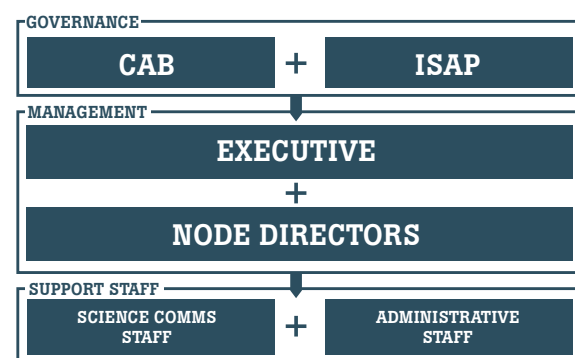 GOVERNANCE
CAB + ISAP
MANAGEMENT
EXECUTIVE
+
NODE DIRECTORS
SUPPORT STAFF
SCIENCE COMMS
STAFF
+
ADMINISTRATIVE
STAFF